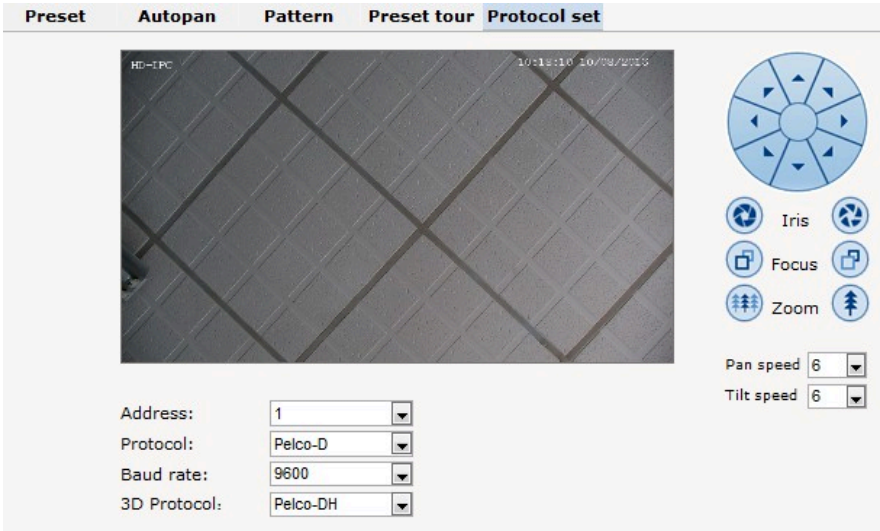 Preset Autopan Pattern Preset tour Protocol set
HD-IPC
Iris
Focus
Zoom
Pan speed 6
Tilt speed 6
Address: 1
Protocol: Pelco-D
Baud rate: 9600
3D Protocol: Pelco-DH